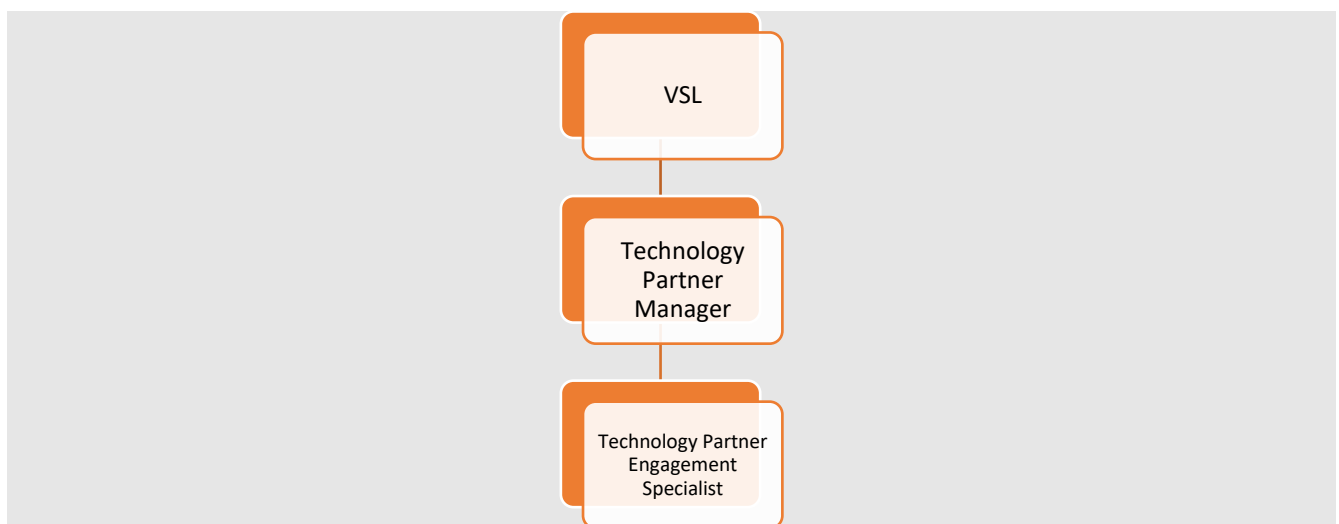 VSL
Technology
Partner
Manager
Technology Partner
Engagement
Specialist